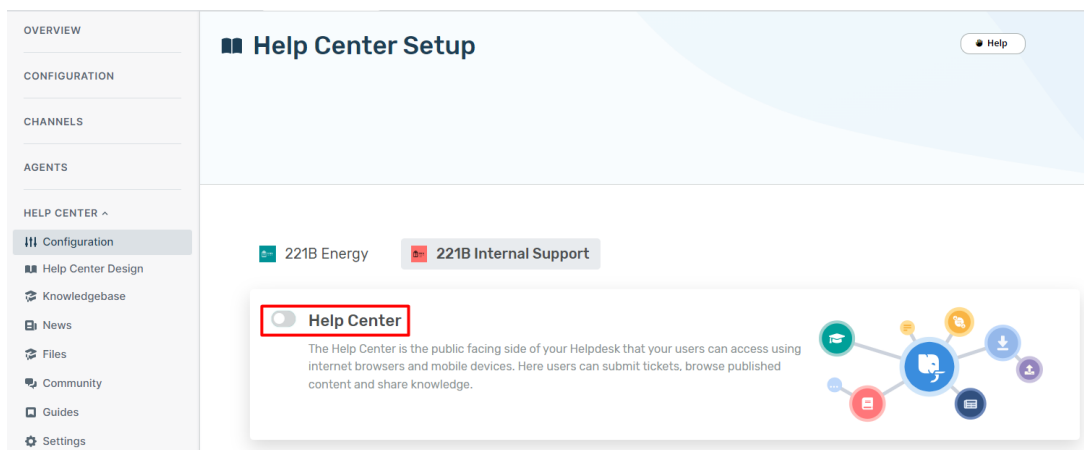 OVERVIEW
CONFIGURATION
CHANNELS
AGENTS
HELP CENTER
Configuration
Help Center Design
Knowledgebase
News
Files
Community
Guides
Settings
Help Center Setup
Help
221B Energy
221B Internal Support
Help Center
The Help Center is the public facing side of your Helpdesk that your users can access using
internet browsers and mobile devices. Here users can submit tickets, browse published
content and share knowledge.